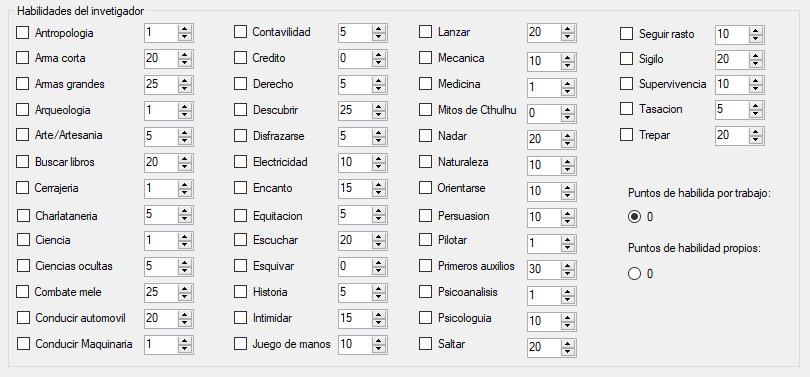 Habilidades del invetigador
Antropologia 1
Ama corta 20
Armas grandes 25
Arqueologia 1
Arte/Artesania 5
Buscar libros 20
Cerrajeria 1
Charlataneria 5
Ciencia 1
Ciencias ocultas 5
Combate mele 25
Conducir automovil 20
Conducir Maquinaria 1
Contavilidad 5
Credito 0
Derecho 5
Descubrir 25
Disfrazarse 5
Electricidad 10
Encanto 15
Equitacion 5
Escuchar 20
Esquivar 0
Historia 5
Intimidar 15
Juego de manos 10
Lanzar 20
Mecanica 10
Medicina 1
Mitos de Cthulhu 0
Nadar 20
Naturaleza 10
Orientarse 10
Persuasion 10
Pilotar 1
Primeros auxilios 30
Psicoanalisis 1
Psicologuia 10
Saltar 20
Seguir rasto 10
Sigilo 20
Supervivencia 10
Tasacion 5
Trepar 20
Puntos de habilida por trabajo:
0
Puntos de habilidad propios:
0